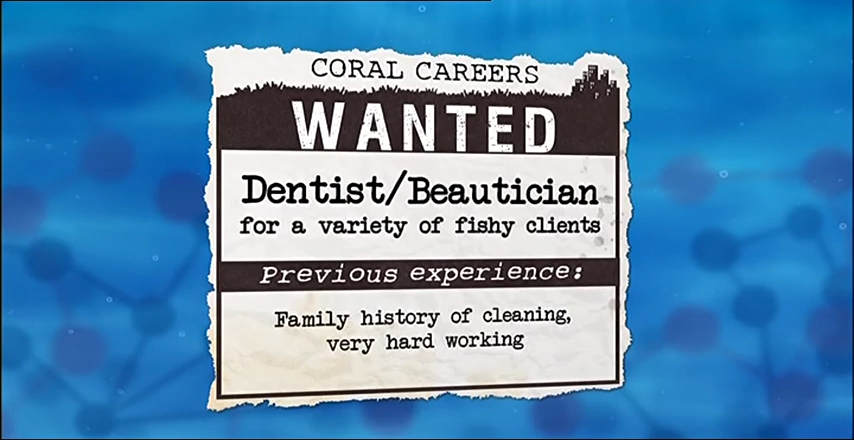 CORAL CAREERS
WANTED
Dentist/Beautician
for a variety of fishy clients
Previous experience:
Family history of cleaning,
very hard working